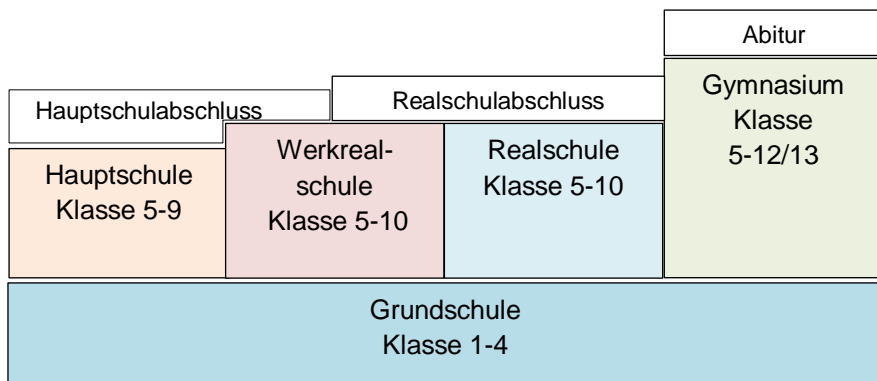 Abitur
Hauptschulabschluss
Realschulabschluss
Gymnasium
Klasse
5-12/13
Hauptschule
Klasse 5-9
Werkreal-
schule
Klasse 5-10
Realschule
Klasse 5-10
Grundschule
Klasse 1-4